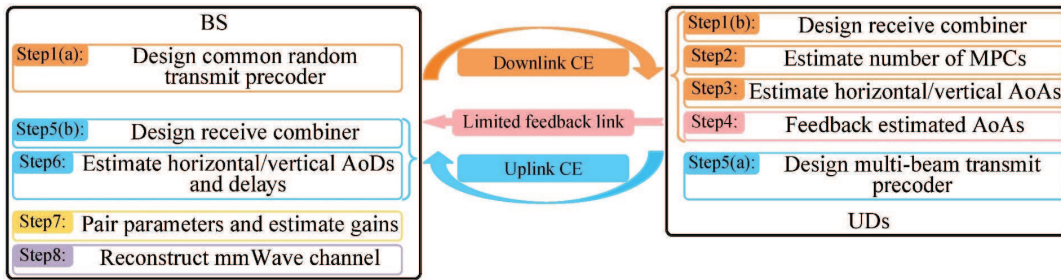 BS
Step1(a): Design common random
transmit precoder
Step5(b): Design receive combiner
Step6: Estimate horizontal/vertical AoDs
and delays
Step7: Pair parameters and estimate gains
Step8: Reconstruct mmWave channel
Downlink CE
Limited feedback link
Uplink CE
Step1(b): Design receive combiner
Step2: Estimate number of MPCs
Step3: Estimate horizontal/vertical AoAs
Step4: Feedback estimated AoAs
Step5(a): Design multi-beam transmit
precoder
UDs